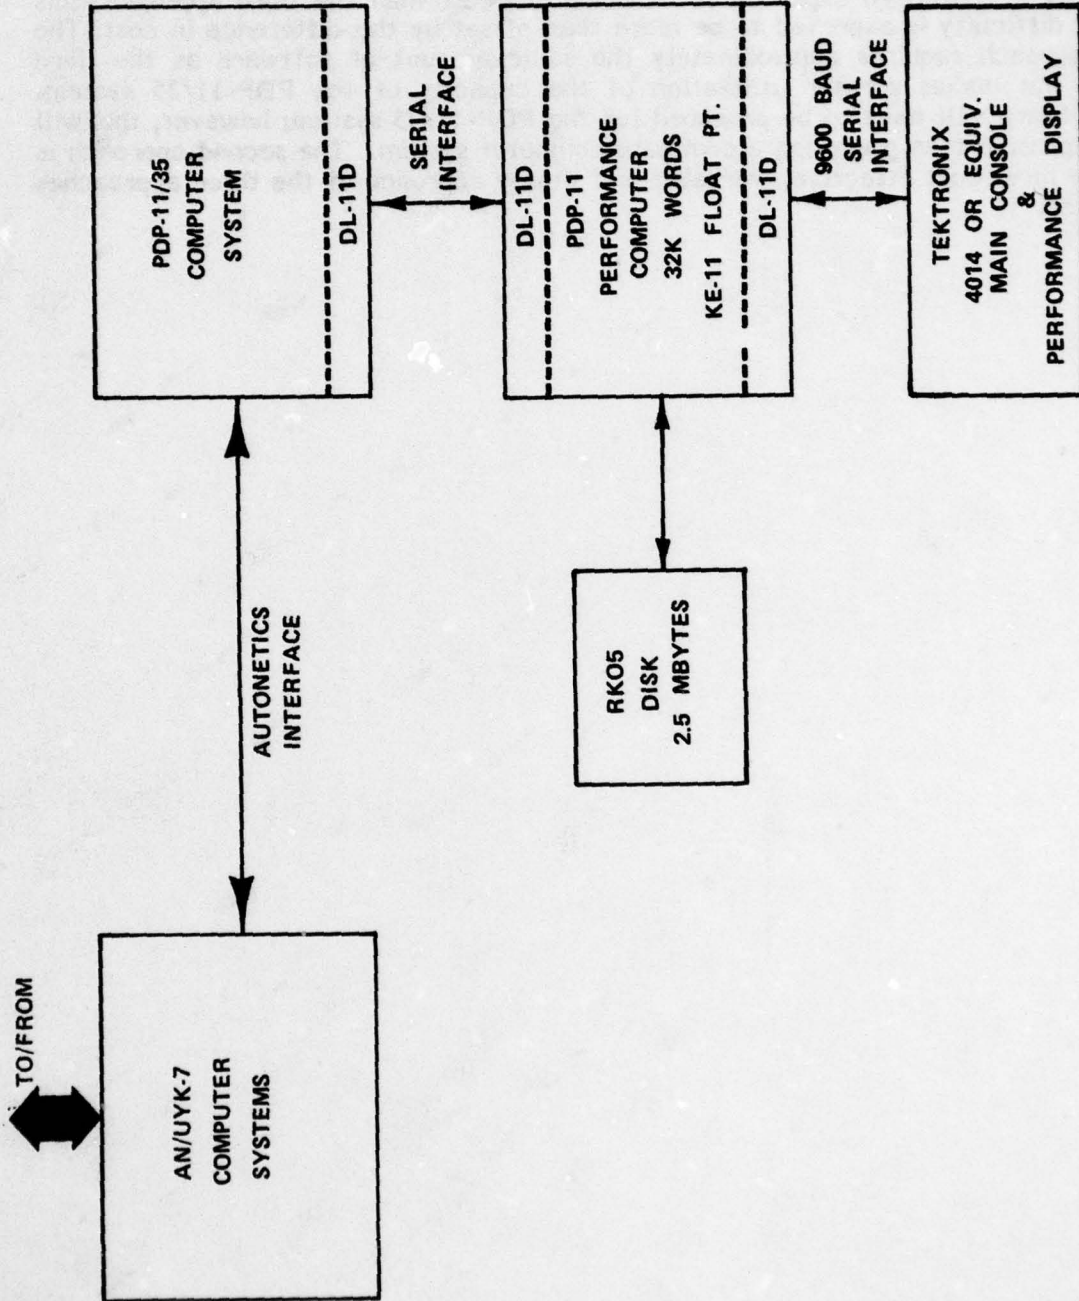 TO/FROM
AN/UYK-7
COMPUTER
SYSTEMS
AUTONETICS
INTERFACE
PDP-11/35
COMPUTER
SYSTEM
DL-11D
SERIAL
INTERFACE
DL-11D
PDP-11
PERFORMANCE
COMPUTER
32K WORDS
KE-11 FLOAT PT.
DL-11D
RK05
DISK
2.5 MBYTES
9600 BAUD
SERIAL
INTERFACE
TEKTRONIX
4014 OR EQUIV.
MAIN CONSOLE
&
PERFORMANCE DISPLAY